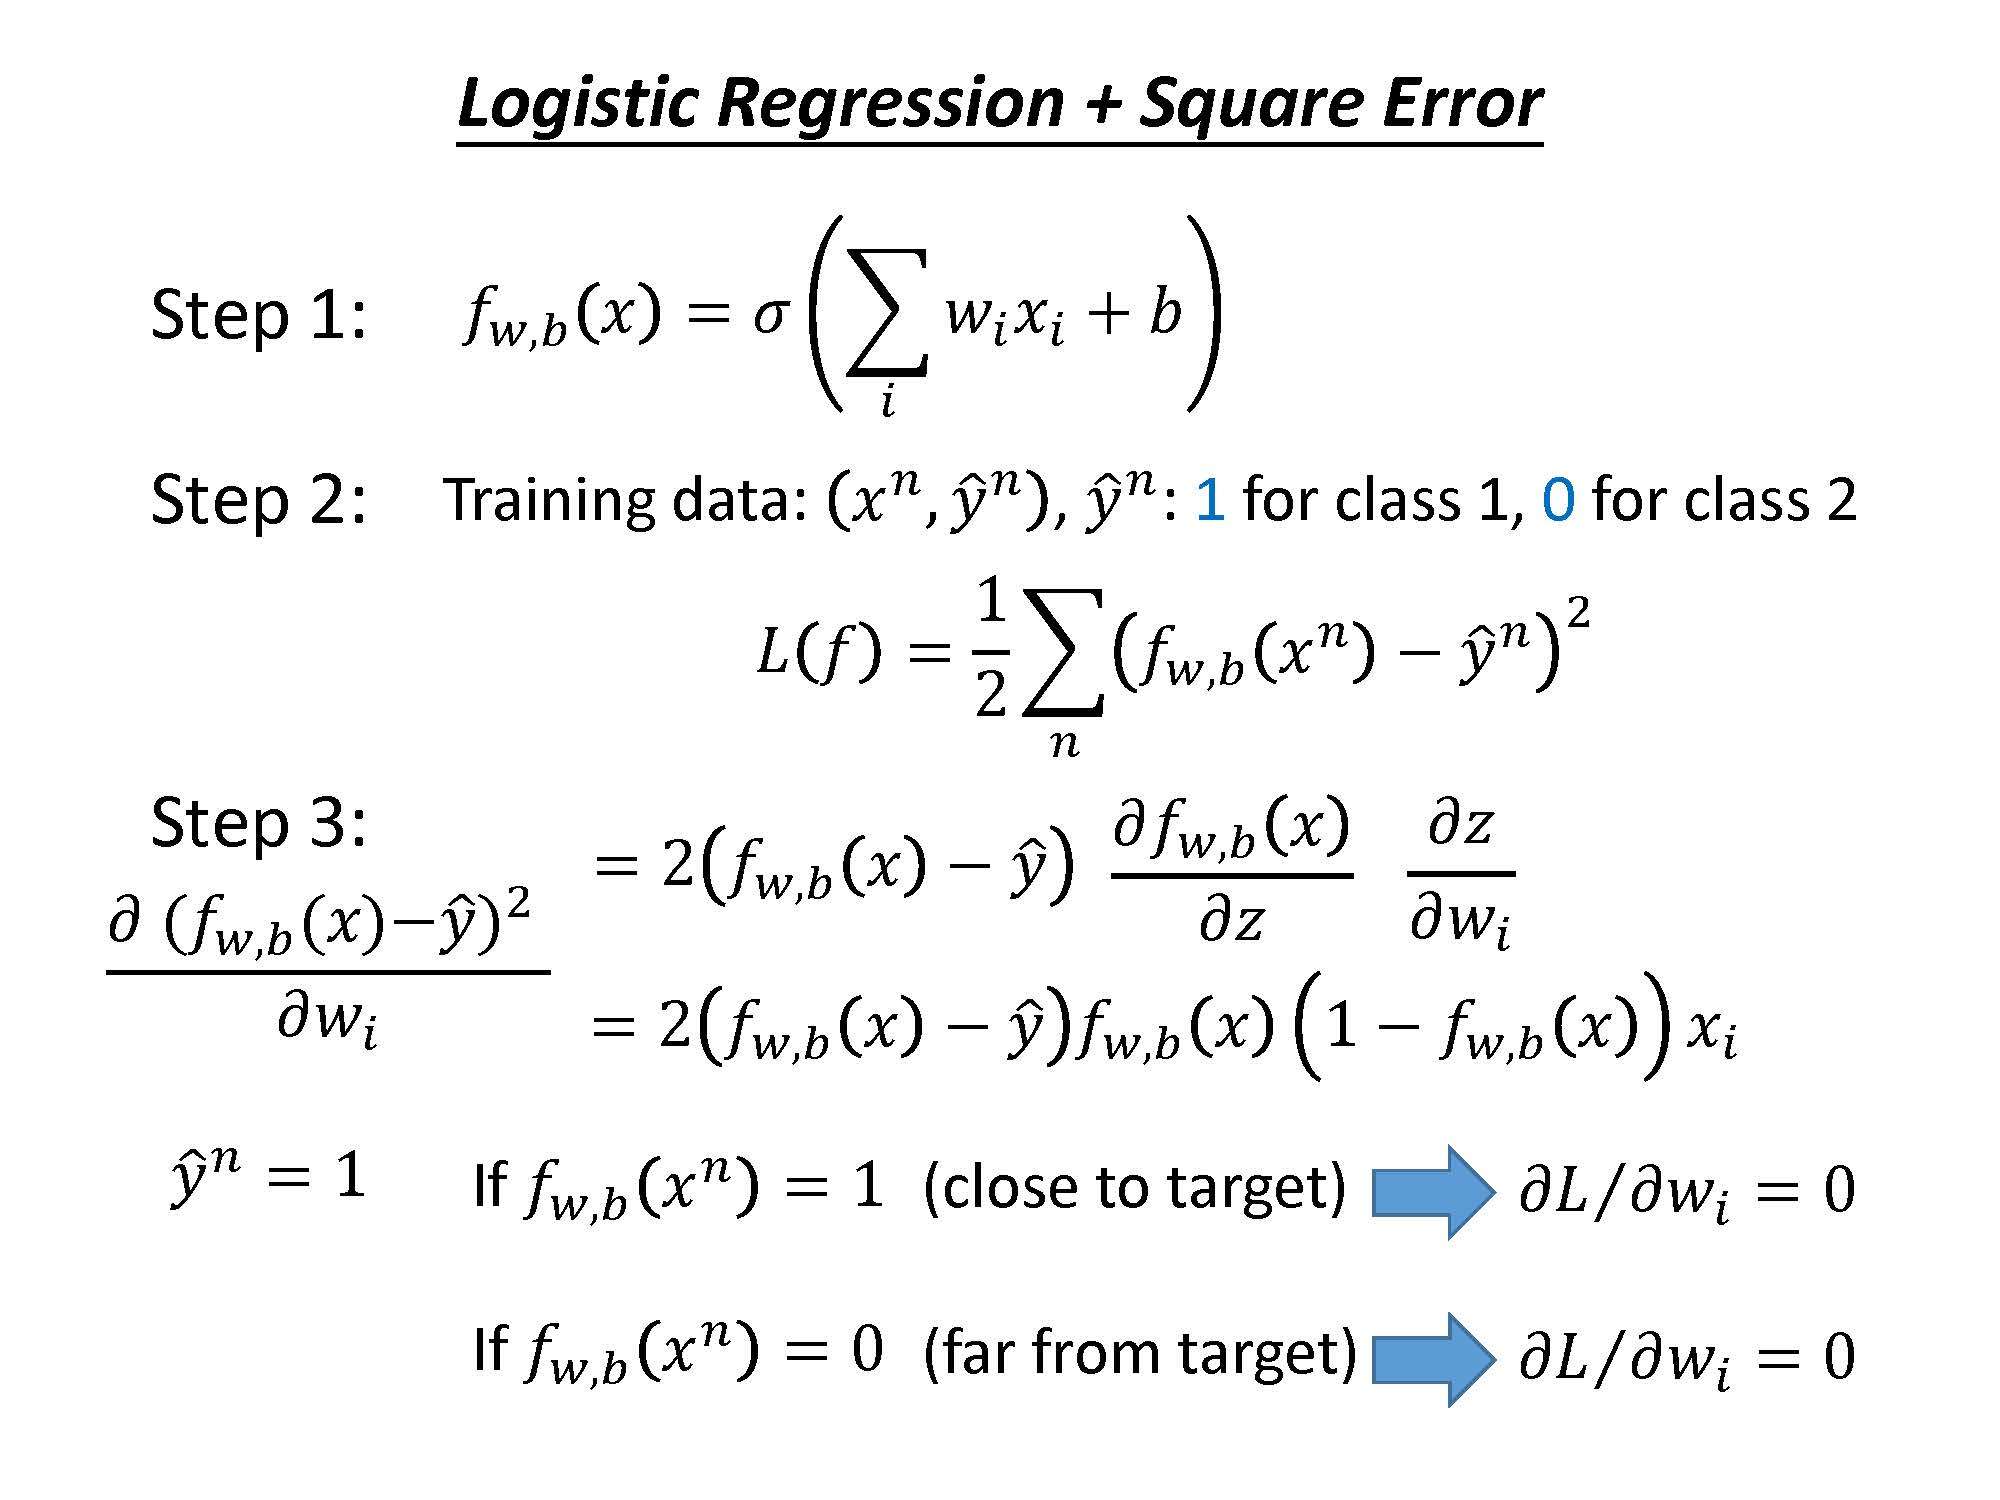 Logistic Regression + Square Error
Step 1: f_{w,b}(x) = σ(∑_i w_i x_i + b)
Step 2: Training data: (x^n, ŷ^n), ŷ^n: 1 for class 1, 0 for class 2
L(f) = 1/2 ∑_n (f_{w,b}(x^n) − ŷ^n)^2
Step 3:
∂ (f_{w,b}(x)−ŷ)^2 / ∂w_i = 2(f_{w,b}(x) − ŷ) ∂f_{w,b}(x)/∂z ∂z/∂w_i
= 2(f_{w,b}(x) − ŷ)f_{w,b}(x)(1 − f_{w,b}(x))x_i
ŷ^n = 1 If f_{w,b}(x^n) = 1 (close to target) ∂L/∂w_i = 0
If f_{w,b}(x^n) = 0 (far from target) ∂L/∂w_i = 0